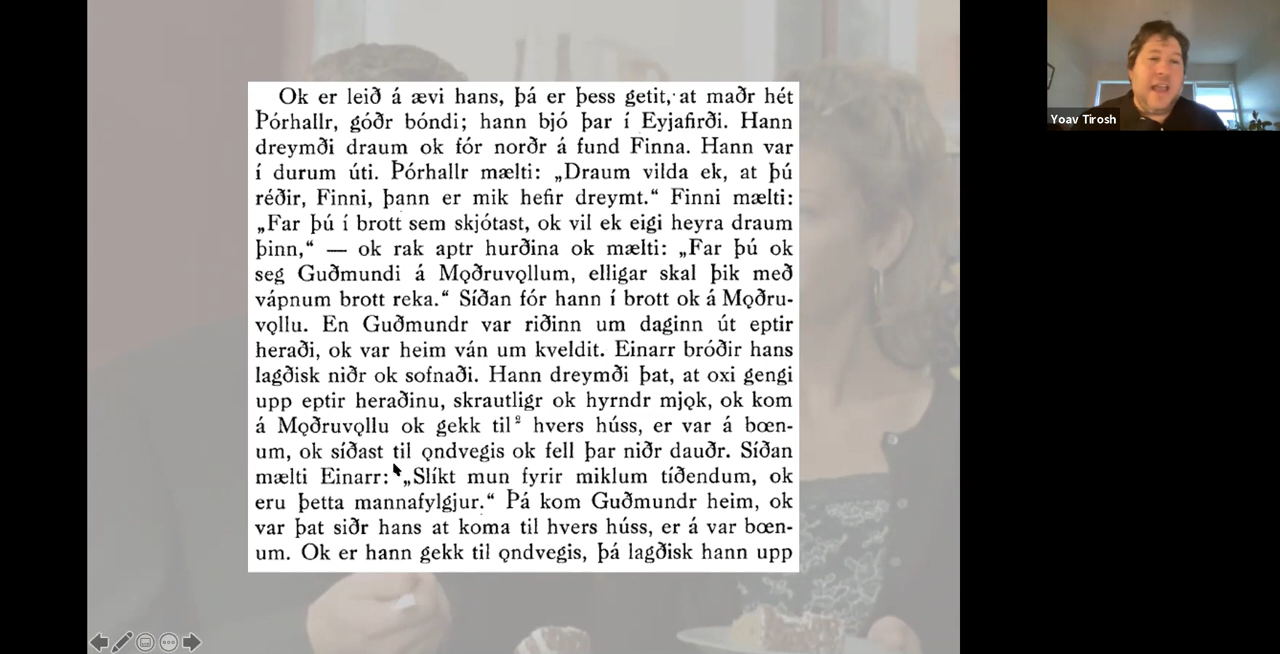 Ok er leið á ævi hans, þá er þess getit, at maðr hét
Þórhallr, góðr bóndi; hann bjó þar í Eyjafirði. Hann
dreymði draum ok fór norðr á fund Finna. Hann var
í durum úti. Þórhallr mælti: „Draum vilda ek, at þú
réðir, Finni, þann er mik hefir dreymt.“ Finni mælti:
„Far þú í brott sem skjótast, ok vil ek eigi heyra draum
þinn,“ — ok rak aptr hurðina ok mælti: „Far þú ok
seg Guðmundi á Mǫðruvǫllum, elligar skal þik með
vápnum brott reka.“ Síðan fór hann í brott ok á Mǫðru-
vǫllu. En Guðmundr var riðinn um daginn út eptir
heraði, ok var heim ván um kveldit. Einarr bróðir hans
lagðisk niðr ok sofnaði. Hann dreymði þat, at oxi gengi
upp eptir heraðinu, skrautligr ok hyrndr mjǫk, ok kom
á Mǫðruvǫllu ok gekk til² hvers húss, er var á bœn-
um, ok síðast til ǫndvegis ok fell þar niðr dauðr. Síðan
mælti Einarr: „Slíkt mun fyrir miklum tíðendum, ok
eru þetta mannafylgjur.“ Þá kom Guðmundr heim, ok
var þat siðr hans at koma til hvers húss, er á var bœn-
um. Ok er hann gekk til ǫndvegis, þá lagðisk hann upp
Yoav Tirosh